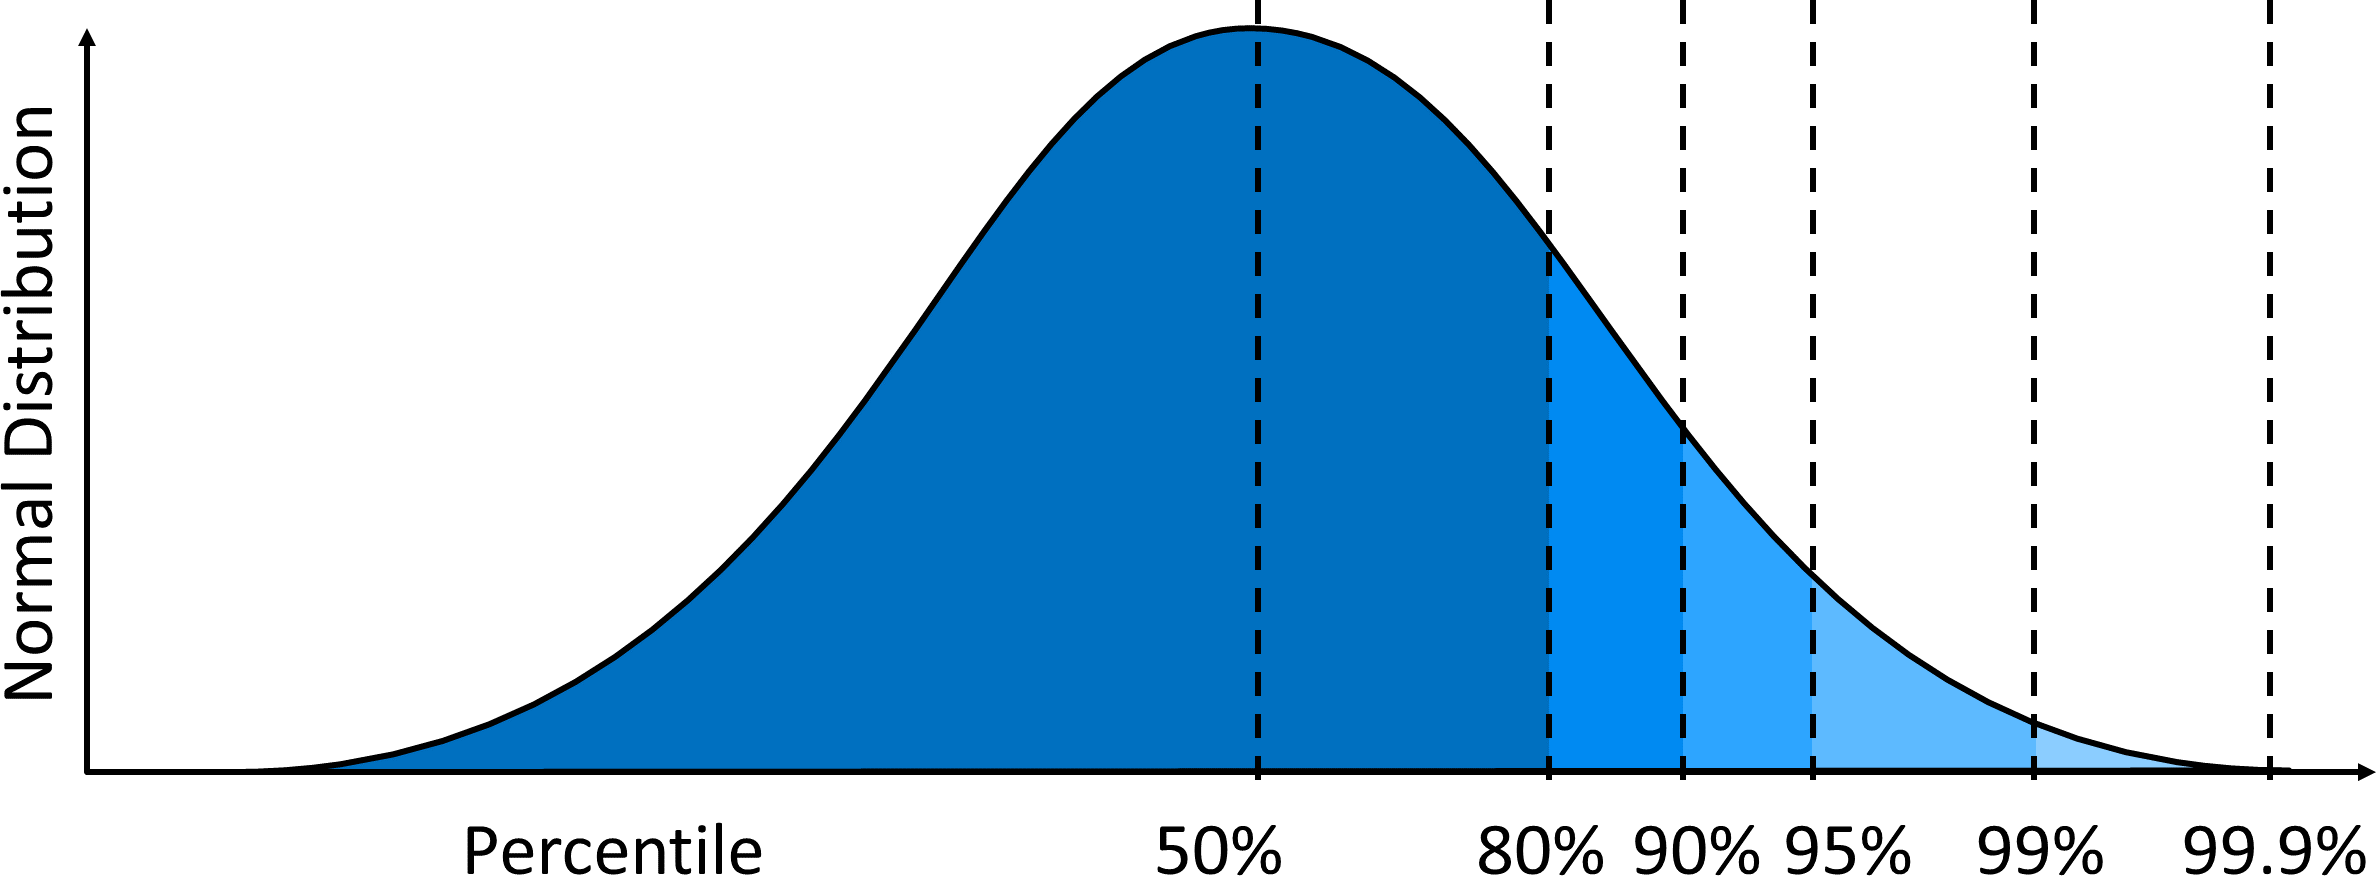 Normal Distribution
Percentile 50% 80% 90% 95% 99% 99.9%